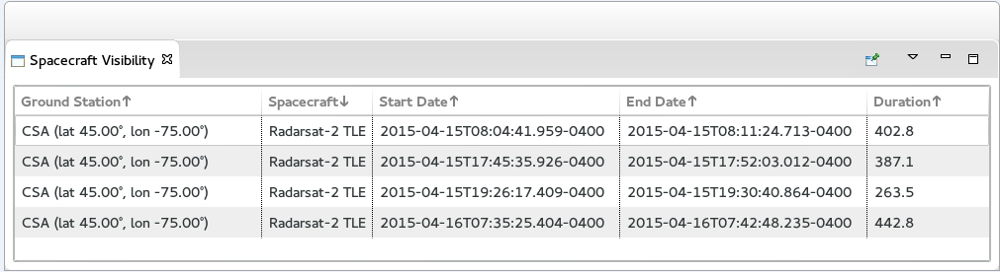 Spacecraft Visibility
Ground Station↑ Spacecraft↓ Start Date↑ End Date↑ Duration↑
CSA (lat 45.00°, lon -75.00°) Radarsat-2 TLE 2015-04-15T08:04:41.959-0400 2015-04-15T08:11:24.713-0400 402.8
CSA (lat 45.00°, lon -75.00°) Radarsat-2 TLE 2015-04-15T17:45:35.926-0400 2015-04-15T17:52:03.012-0400 387.1
CSA (lat 45.00°, lon -75.00°) Radarsat-2 TLE 2015-04-15T19:26:17.409-0400 2015-04-15T19:30:40.864-0400 263.5
CSA (lat 45.00°, lon -75.00°) Radarsat-2 TLE 2015-04-16T07:35:25.404-0400 2015-04-16T07:42:48.235-0400 442.8